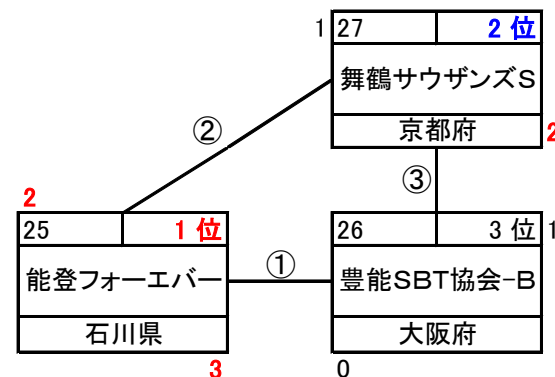 1 27 2 位
舞鶴サウザンズS
京都府 2
②
③
2
25 1 位
能登フォーエバー
石川県
3
①
26 3 位 1
豊能SBT協会-B
大阪府
0